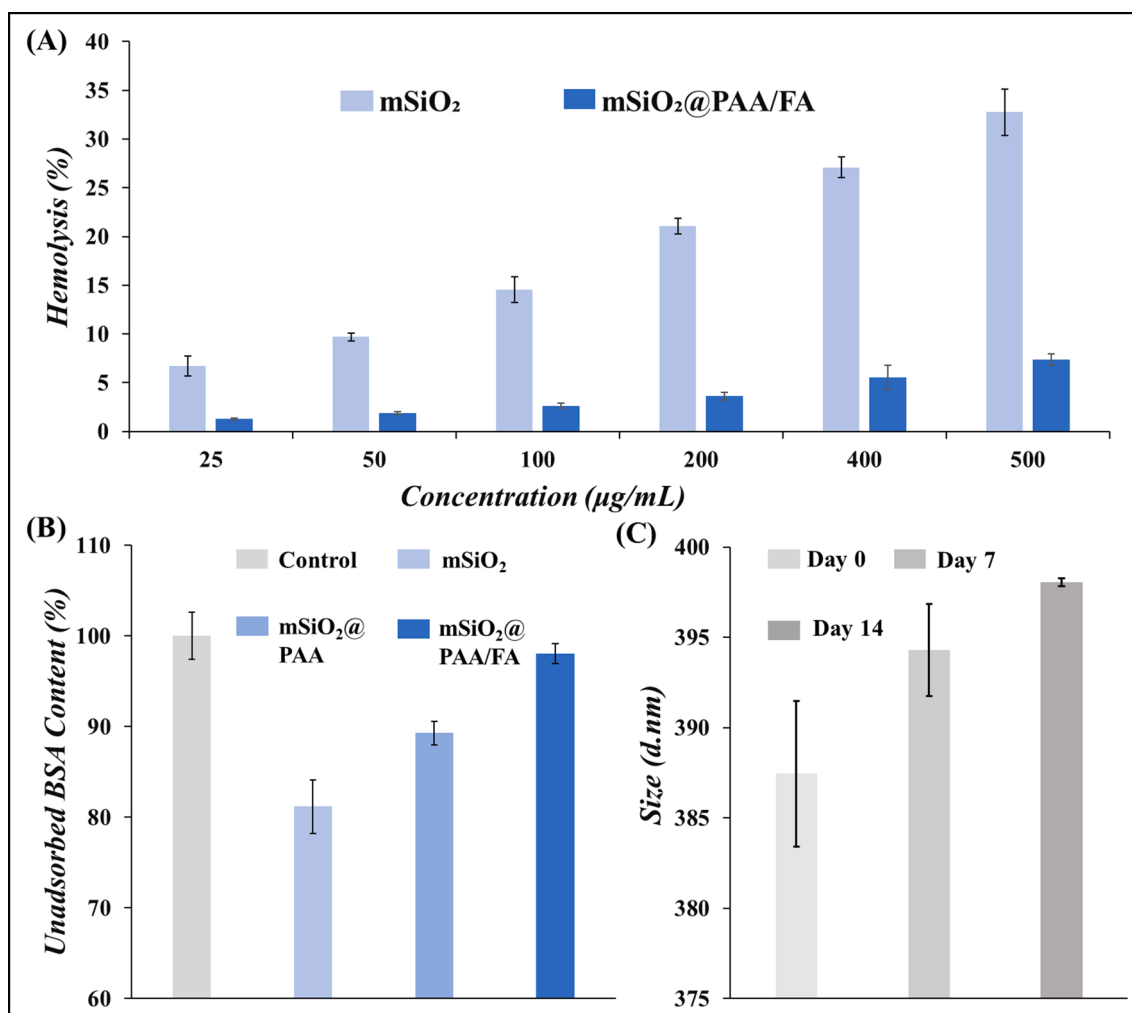 (A)
40
35
30
25
20
15
10
5
0
Hemolysis (%)
mSiO₂ mSiO₂@PAA/FA
25 50 100 200 400 500
Concentration (µg/mL)
(B)
110
100
90
80
70
60
Unadsorbed BSA Content (%)
Control mSiO₂
mSiO₂@ mSiO₂@
PAA PAA/FA
(C)
400
395
390
385
380
375
Size (d.nm)
Day 0 Day 7
Day 14